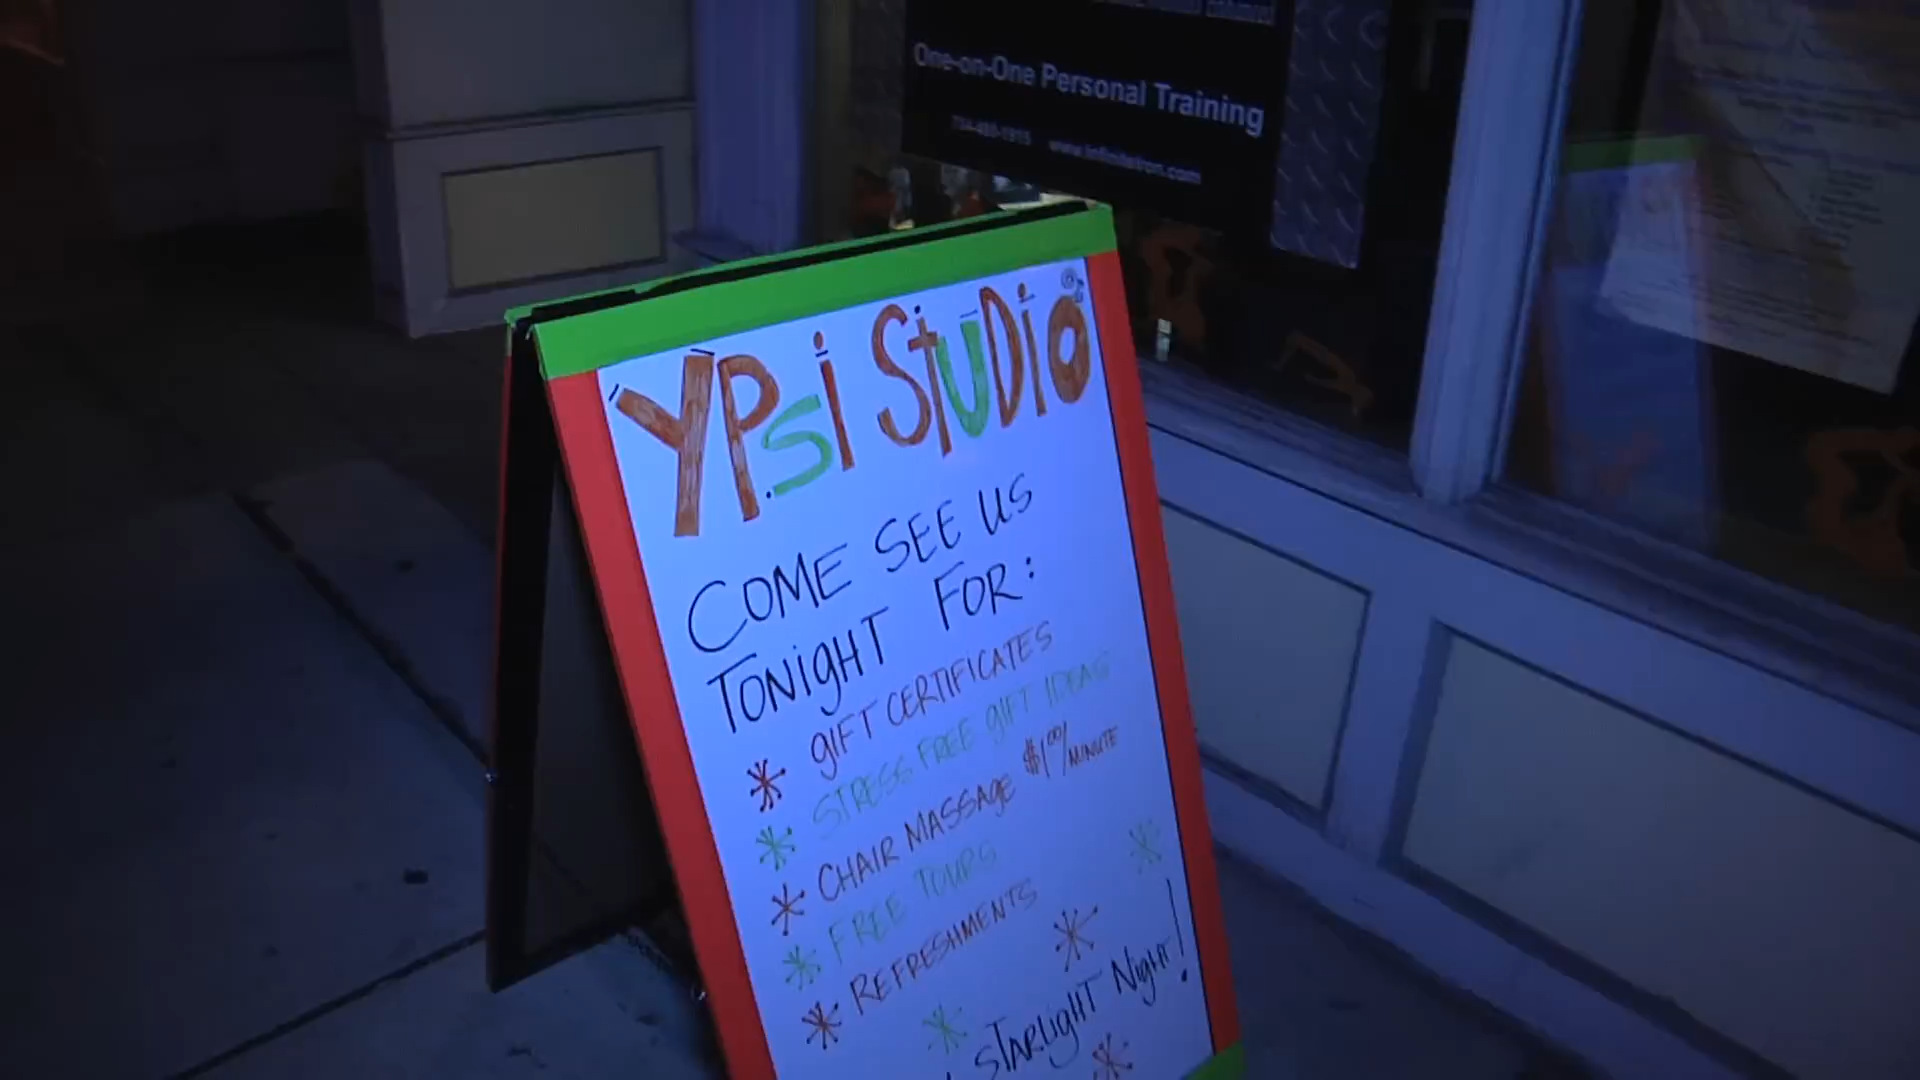 One-on-One Personal Training
www.infinitetron.com
YPSI STUDIO
COME SEE US
TONIGHT FOR:
GIFT CERTIFICATES
STRESS FREE GIFT IDEAS
CHAIR MASSAGE $1.00/MINUTE
FREE TOURS
REFRESHMENTS
STARLIGHT NIGHT!